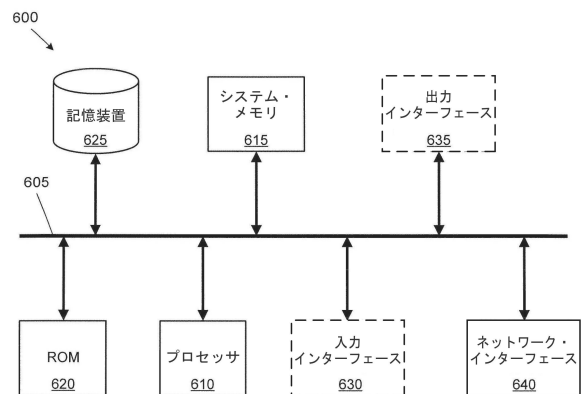 600
記憶装置
625
システム・
メモリ
615
出力
インターフェース
635
605
ROM
620
プロセッサ
610
入力
インターフェース
630
ネットワーク・
インターフェース
640